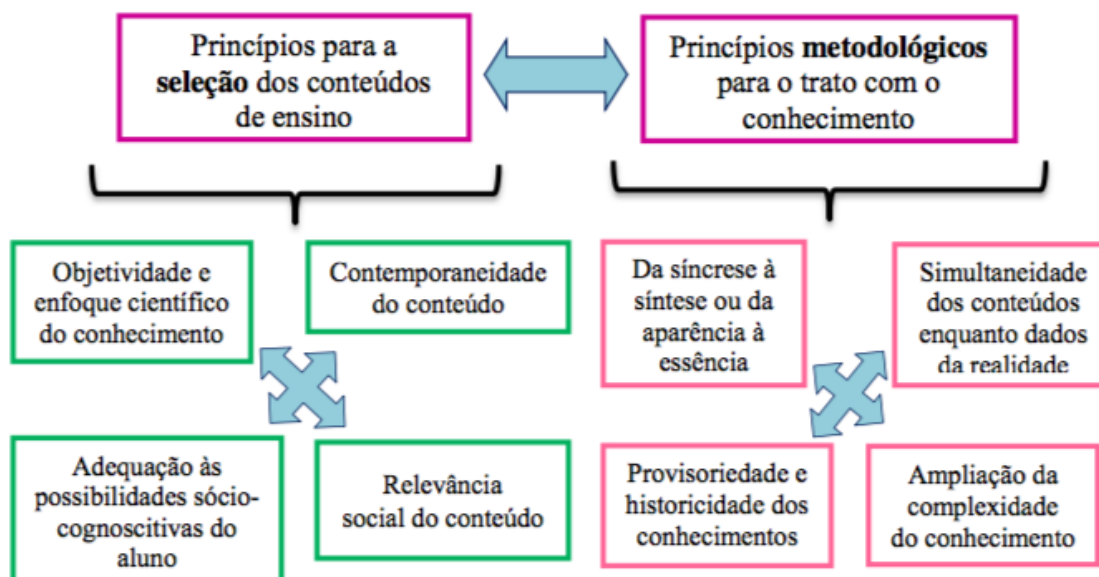 Princípios para a
seleção dos conteúdos
de ensino
Princípios metodológicos
para o trato com o
conhecimento
Objetividade e
enfoque científico
do conhecimento
Contemporaneidade
do conteúdo
Da síncrese à
síntese ou da
aparência à
essência
Simultaneidade
dos conteúdos
enquanto dados
da realidade
Adequação às
possibilidades sócio-
cognoscitivas do
aluno
Relevância
social do conteúdo
Provisoriedade e
historicidade dos
conhecimentos
Ampliação da
complexidade
do conhecimento